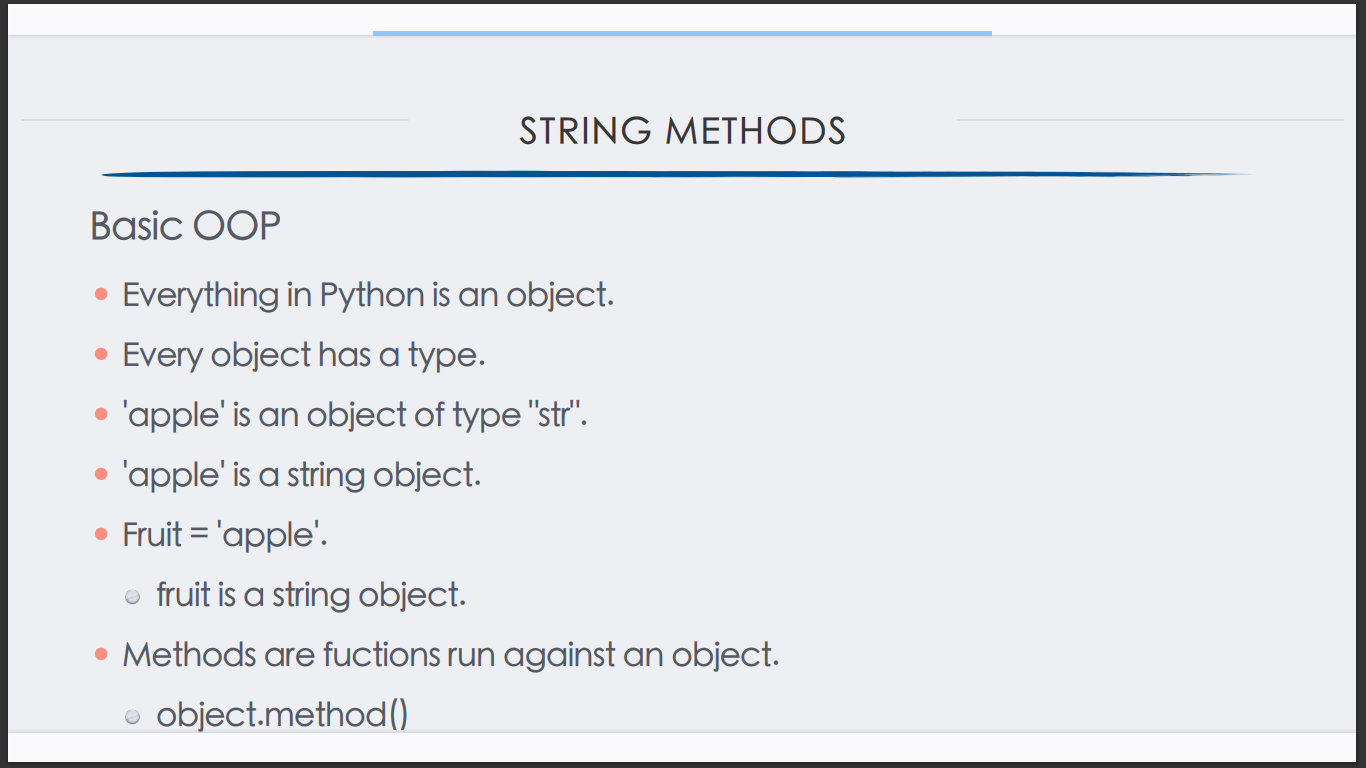 STRING METHODS
Basic OOP
Everything in Python is an object.
Every object has a type.
'apple' is an object of type "str".
'apple' is a string object.
Fruit = 'apple'.
fruit is a string object.
Methods are fuctions run against an object.
object.method()